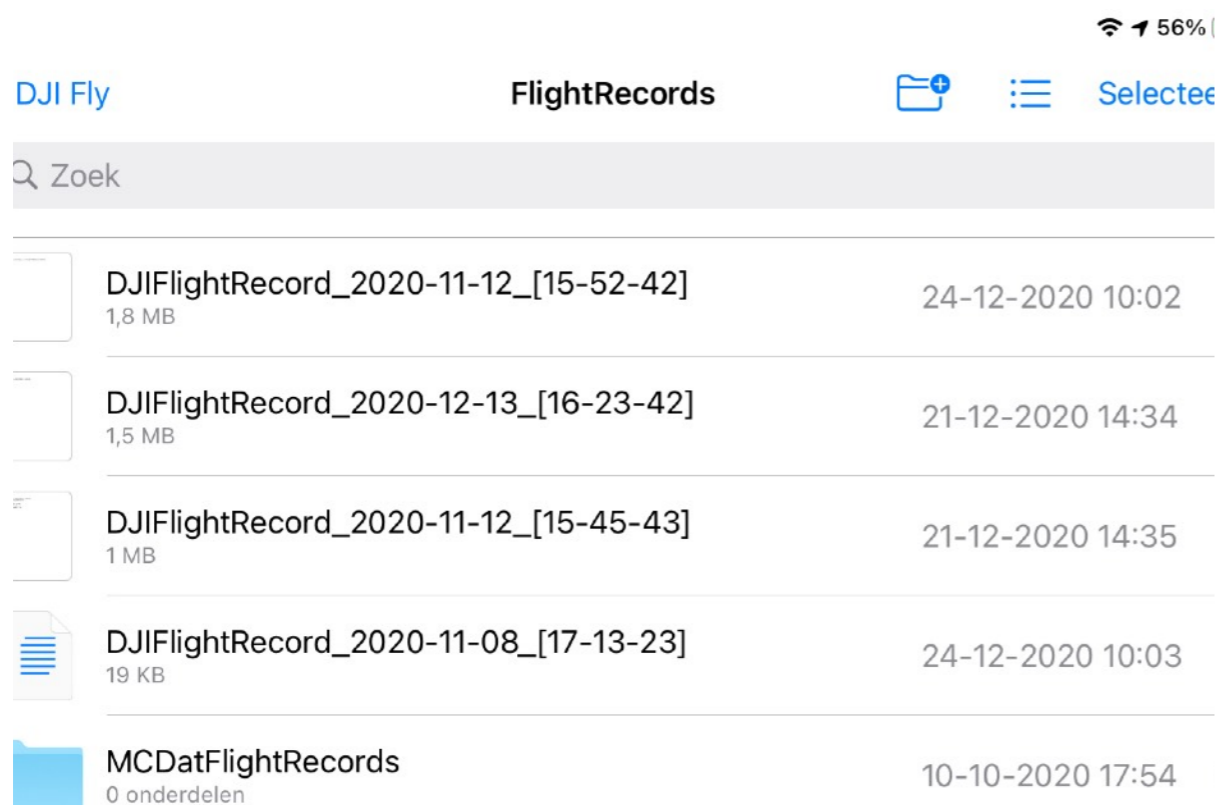 56%
DJI Fly FlightRecords Selectee
Zoek
DJIFlightRecord_2020-11-12_[15-52-42] 24-12-2020 10:02
1,8 MB
DJIFlightRecord_2020-12-13_[16-23-42] 21-12-2020 14:34
1,5 MB
DJIFlightRecord_2020-11-12_[15-45-43] 21-12-2020 14:35
1 MB
DJIFlightRecord_2020-11-08_[17-13-23] 24-12-2020 10:03
19 KB
MCDatFlightRecords 10-10-2020 17:54
0 onderdelen